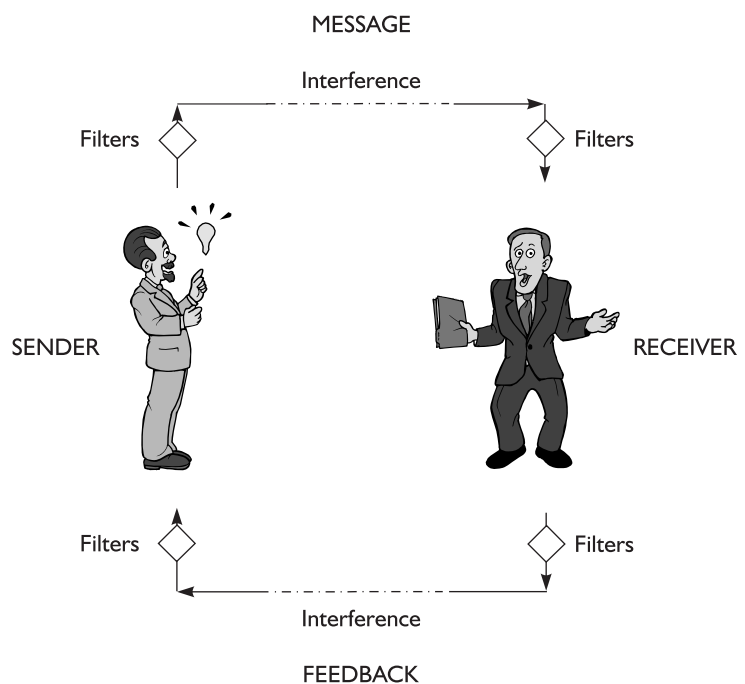 MESSAGE
Interference
Filters
Filters
SENDER
RECEIVER
Filters
Filters
Interference
FEEDBACK